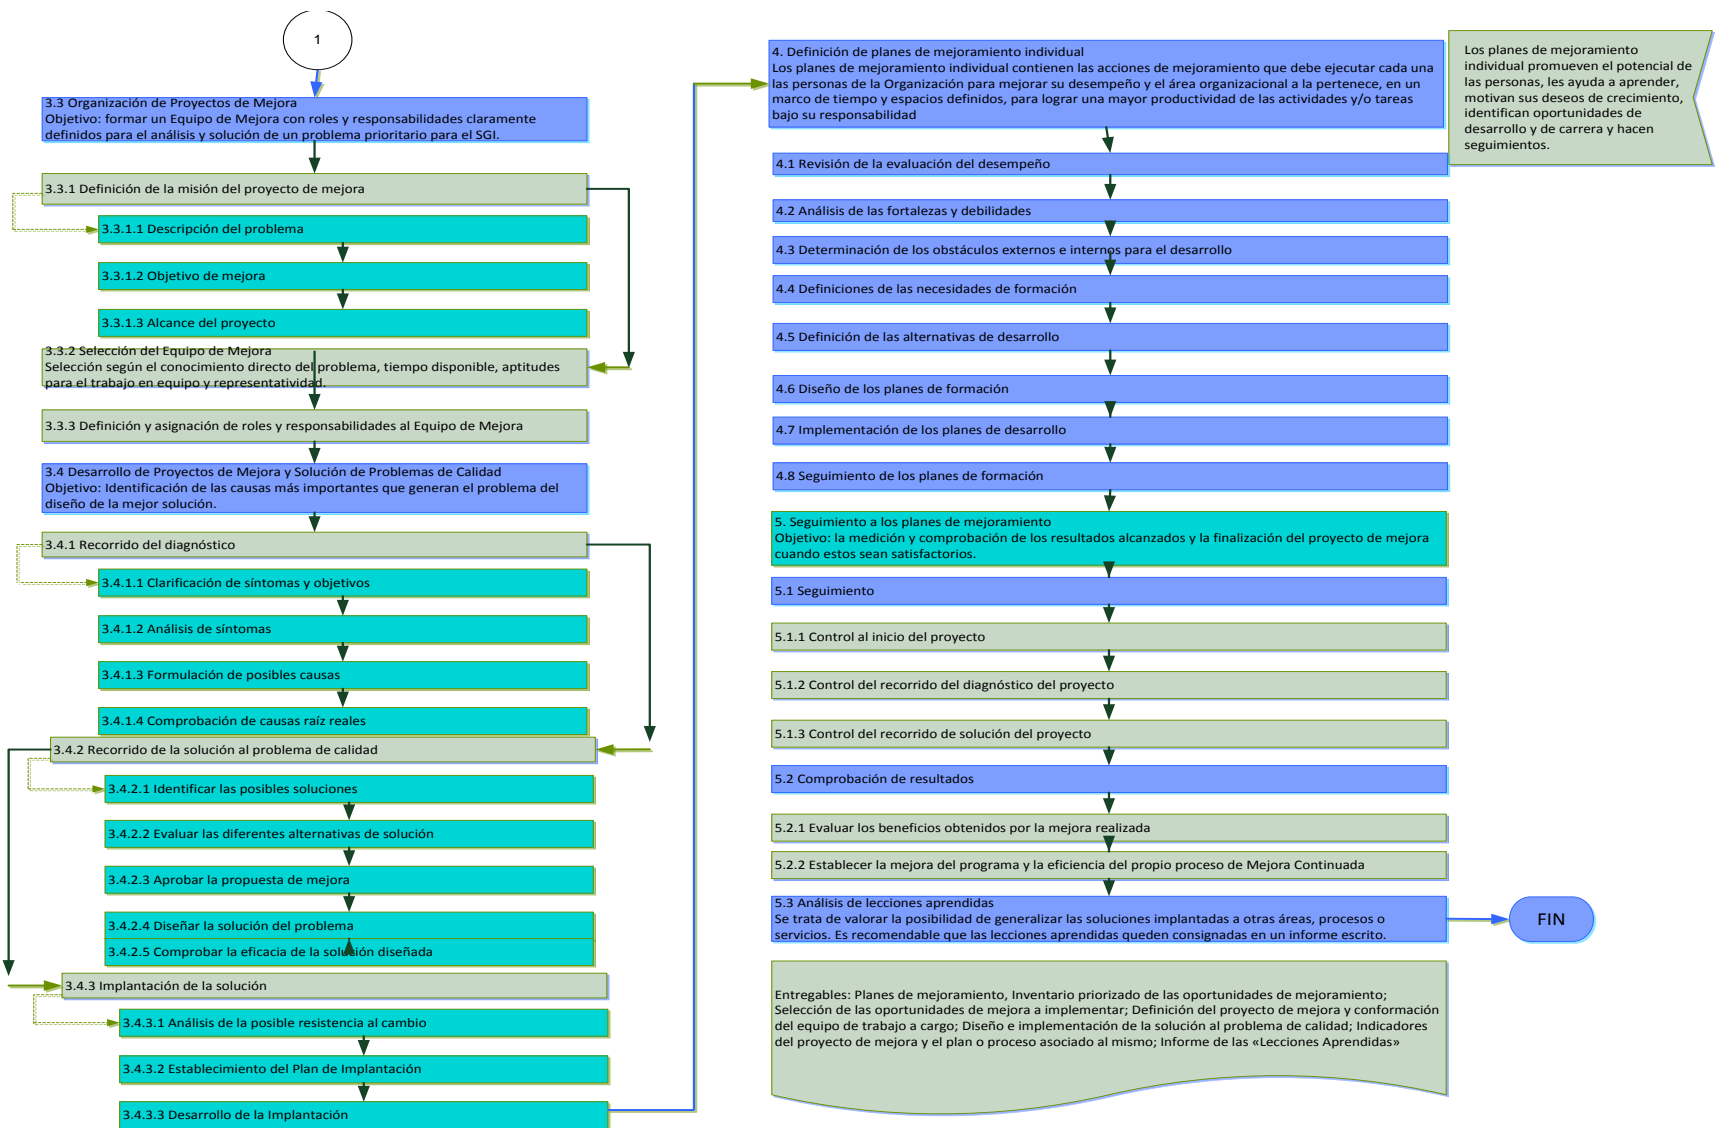 1
3.3 Organización de Proyectos de Mejora
Objetivo: formar un Equipo de Mejora con roles y responsabilidades claramente
definidos para el análisis y solución de un problema prioritario para el SGI.
3.3.1 Definición de la misión del proyecto de mejora
3.3.1.1 Descripción del problema
3.3.1.2 Objetivo de mejora
3.3.1.3 Alcance del proyecto
3.3.2 Selección del Equipo de Mejora
Selección según el conocimiento directo del problema, tiempo disponible, aptitudes
para el trabajo en equipo y representatividad.
3.3.3 Definición y asignación de roles y responsabilidades al Equipo de Mejora
3.4 Desarrollo de Proyectos de Mejora y Solución de Problemas de Calidad
Objetivo: Identificación de las causas más importantes que generan el problema del
diseño de la mejor solución.
3.4.1 Recorrido del diagnóstico
3.4.1.1 Clarificación de síntomas y objetivos
3.4.1.2 Análisis de síntomas
3.4.1.3 Formulación de posibles causas
3.4.1.4 Comprobación de causas raíz reales
3.4.2 Recorrido de la solución al problema de calidad
3.4.2.1 Identificar las posibles soluciones
3.4.2.2 Evaluar las diferentes alternativas de solución
3.4.2.3 Aprobar la propuesta de mejora
3.4.2.4 Diseñar la solución del problema
3.4.2.5 Comprobar la eficacia de la solución diseñada
3.4.3 Implantación de la solución
3.4.3.1 Análisis de la posible resistencia al cambio
3.4.3.2 Establecimiento del Plan de Implantación
3.4.3.3 Desarrollo de la Implantación
4. Definición de planes de mejoramiento individual
Los planes de mejoramiento individual contienen las acciones de mejoramiento que debe ejecutar cada una
las personas de la Organización para mejorar su desempeño y el área organizacional a la pertenece, en un
marco de tiempo y espacios definidos, para lograr una mayor productividad de las actividades y/o tareas
bajo su responsabilidad
Los planes de mejoramiento
individual promueven el potencial de
las personas, les ayuda a aprender,
motivan sus deseos de crecimiento,
identifican oportunidades de
desarrollo y de carrera y hacen
seguimientos.
4.1 Revisión de la evaluación del desempeño
4.2 Análisis de las fortalezas y debilidades
4.3 Determinación de los obstáculos externos e internos para el desarrollo
4.4 Definiciones de las necesidades de formación
4.5 Definición de las alternativas de desarrollo
4.6 Diseño de los planes de formación
4.7 Implementación de los planes de desarrollo
4.8 Seguimiento de los planes de formación
5. Seguimiento a los planes de mejoramiento
Objetivo: la medición y comprobación de los resultados alcanzados y la finalización del proyecto de mejora
cuando estos sean satisfactorios.
5.1 Seguimiento
5.1.1 Control al inicio del proyecto
5.1.2 Control del recorrido del diagnóstico del proyecto
5.1.3 Control del recorrido de solución del proyecto
5.2 Comprobación de resultados
5.2.1 Evaluar los beneficios obtenidos por la mejora realizada
5.2.2 Establecer la mejora del programa y la eficiencia del propio proceso de Mejora Continuada
5.3 Análisis de lecciones aprendidas
Se trata de valorar la posibilidad de generalizar las soluciones implantadas a otras áreas, procesos o
servicios. Es recomendable que las lecciones aprendidas queden consignadas en un informe escrito.
FIN
Entregables: Planes de mejoramiento, Inventario priorizado de las oportunidades de mejoramiento;
Selección de las oportunidades de mejora a implementar; Definición del proyecto de mejora y conformación
del equipo de trabajo a cargo; Diseño e implementación de la solución al problema de calidad; Indicadores
del proyecto de mejora y el plan o proceso asociado al mismo; Informe de las «Lecciones Aprendidas»